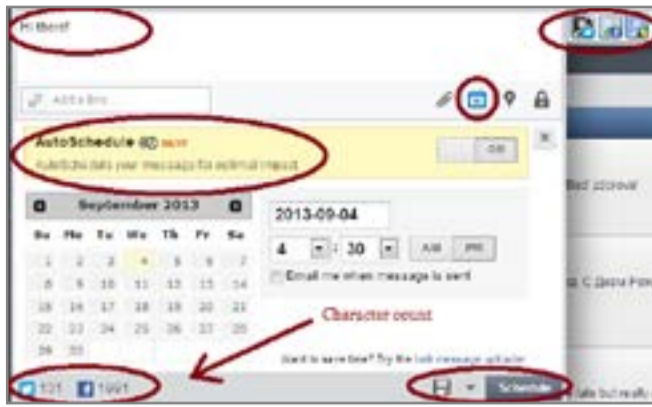 Hi there!
Add a link
AutoSchedule
AutoSchedule your message for optimal impact
OFF
September 2013
2013-09-04
Su Mo Tu We Th Fr Sa
4 : 30 AM PM
1 2 3 4 5 6 7
Email me when message is sent
8 9 10 11 12 13 14
15 16 17 18 19 20 21
Character count
22 23 24 25 26 27 28
29 30
Want to save time? Try the bulk message uploader
131 1991
Schedule